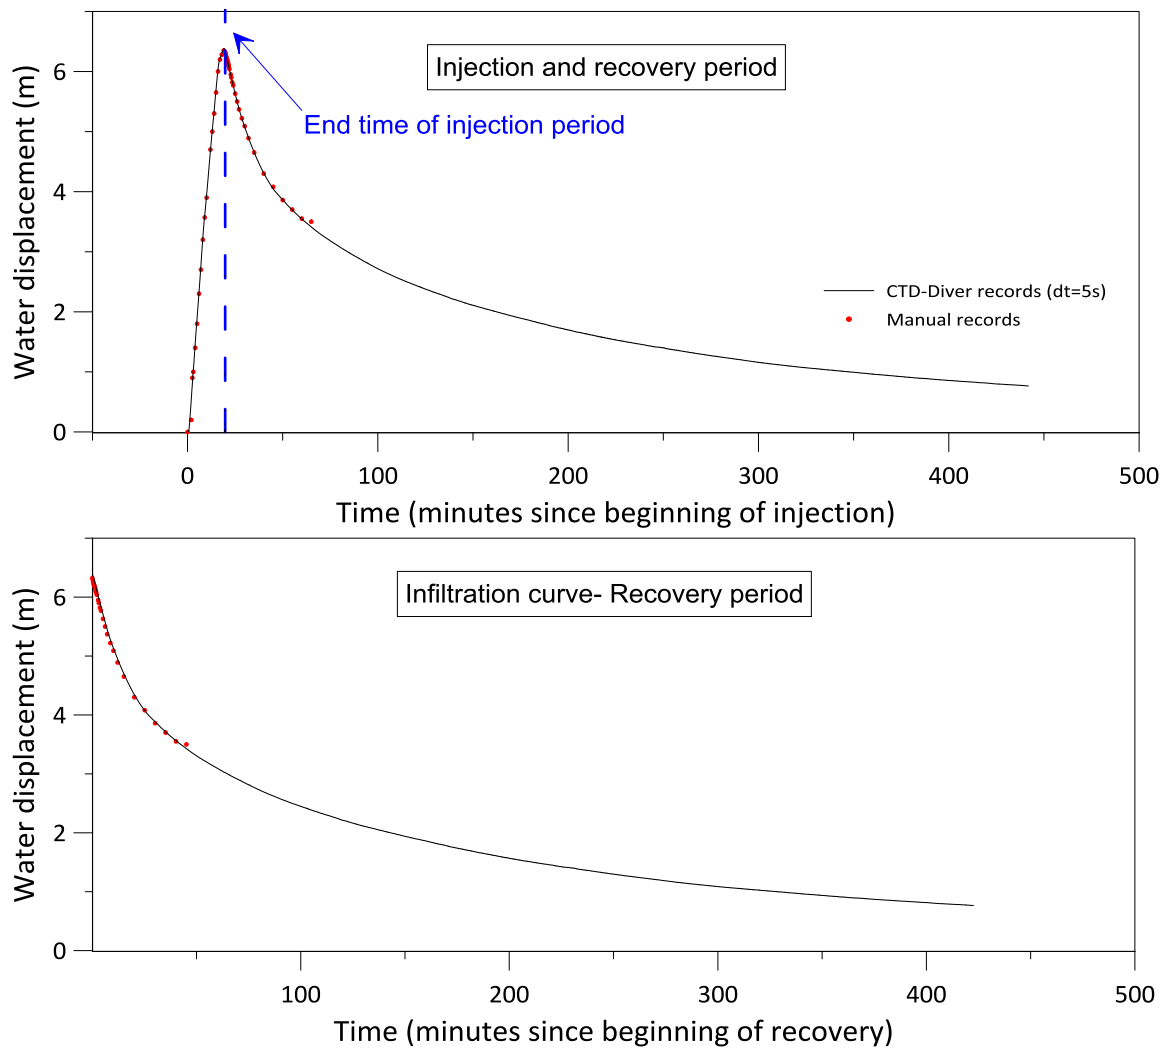 Injection and recovery period
End time of injection period
Water displacement (m)
6
4
2
0
CTD-Diver records (dt=5s)
Manual records
0 100 200 300 400 500
Time (minutes since beginning of injection)
Infiltration curve- Recovery period
Water displacement (m)
6
4
2
0
100 200 300 400 500
Time (minutes since beginning of recovery)